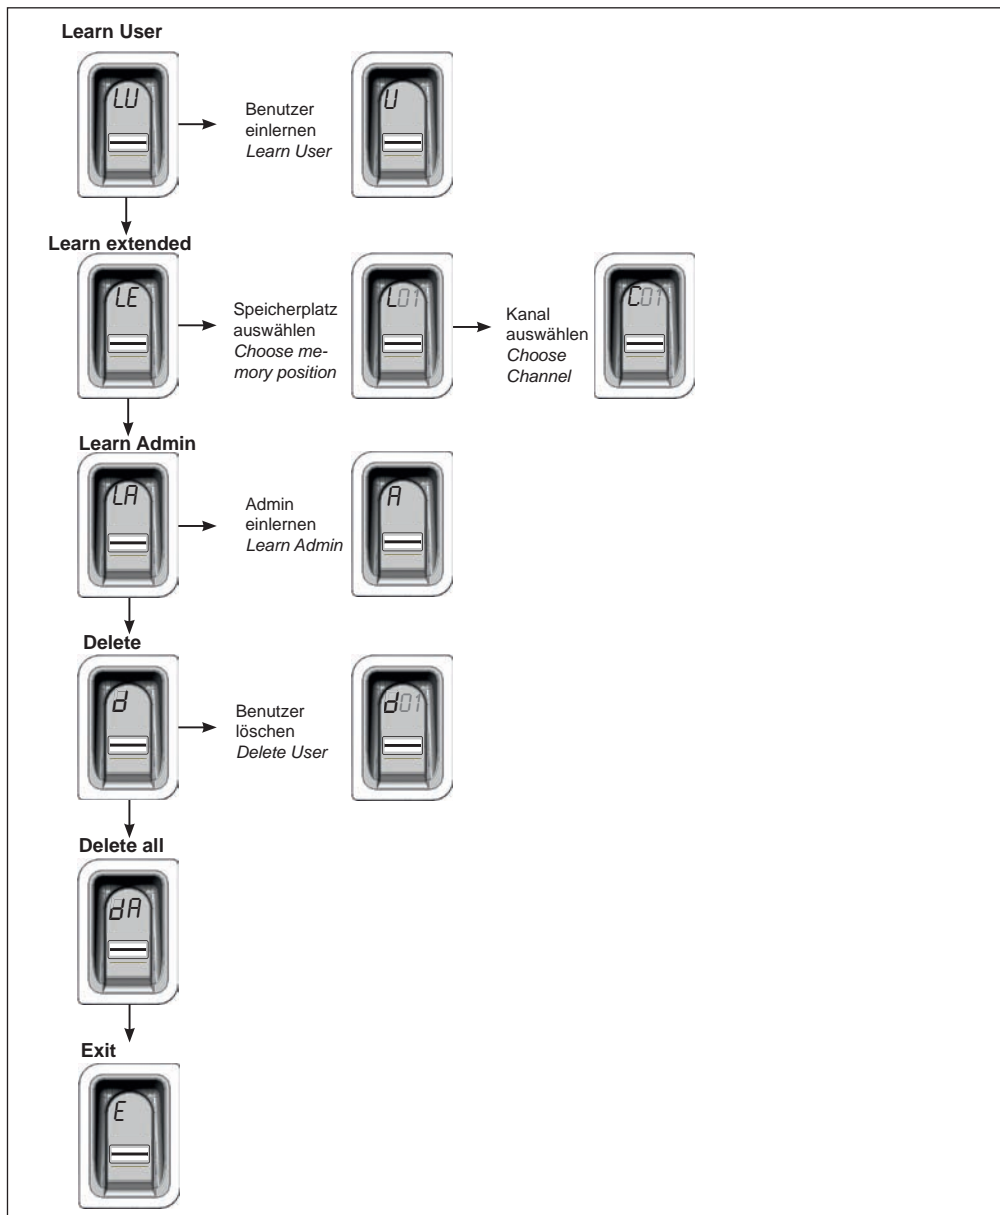 Learn User
LU
Benutzer
einlernen
Learn User
U
Learn extended
LE
Speicherplatz
auswählen
Choose me-
mory position
L01
Kanal
auswählen
Choose
Channel
C01
Learn Admin
LA
Admin
einlernen
Learn Admin
A
Delete
d
Benutzer
löschen
Delete User
d01
Delete all
dA
Exit
E